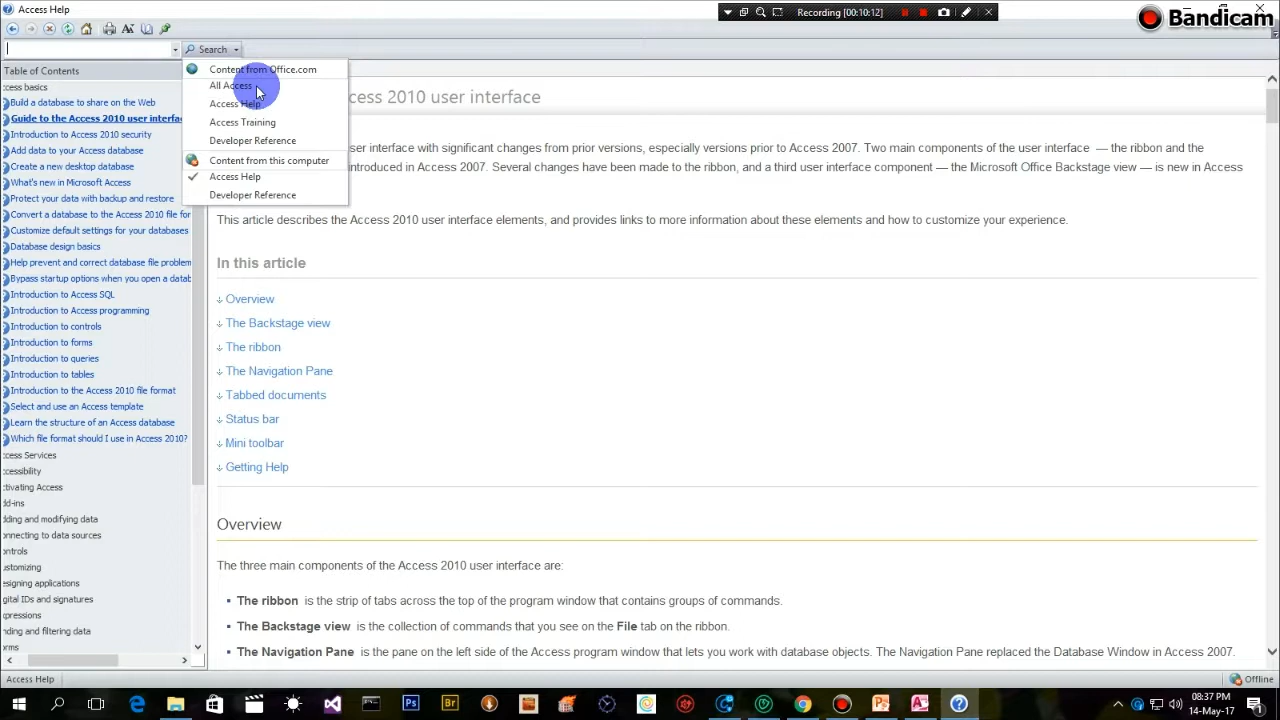 Access Help
Recording [00:10:12]
Bandicam
Search
Table of Contents
Content from Office.com
All Access
Access Help
Access Training
Developer Reference
Content from this computer
Access Help
Developer Reference
ccess basics
Build a database to share on the Web
Guide to the Access 2010 user interfac
Introduction to Access 2010 security
Add data to your Access database
Create a new desktop database
What's new in Microsoft Access
Protect your data with backup and restore
Convert a database to the Access 2010 file for
Customize default settings for your databases
Database design basics
Help prevent and correct database file problem
Bypass startup options when you open a datab
Introduction to Access SQL
Introduction to Access programming
Introduction to controls
Introduction to forms
Introduction to queries
Introduction to tables
Introduction to the Access 2010 file format
Select and use an Access template
Learn the structure of an Access database
Which file format should I use in Access 2010?
ccess Services
ccessibility
ctivating Access
dd-ins
dding and modifying data
onnecting to data sources
ontrols
ustomizing
esigning applications
igital IDs and signatures
xpressions
nding and filtering data
orms
cess 2010 user interface
ser interface with significant changes from prior versions, especially versions prior to Access 2007. Two main components of the user interface — the ribbon and the
introduced in Access 2007. Several changes have been made to the ribbon, and a third user interface component — the Microsoft Office Backstage view — is new in Access
This article describes the Access 2010 user interface elements, and provides links to more information about these elements and how to customize your experience.
In this article
Overview
The Backstage view
The ribbon
The Navigation Pane
Tabbed documents
Status bar
Mini toolbar
Getting Help
Overview
The three main components of the Access 2010 user interface are:
The ribbon is the strip of tabs across the top of the program window that contains groups of commands.
The Backstage view is the collection of commands that you see on the File tab on the ribbon.
The Navigation Pane is the pane on the left side of the Access program window that lets you work with database objects. The Navigation Pane replaced the Database Window in Access 2007.
Access Help
Offline
08:37 PM
14-May-17